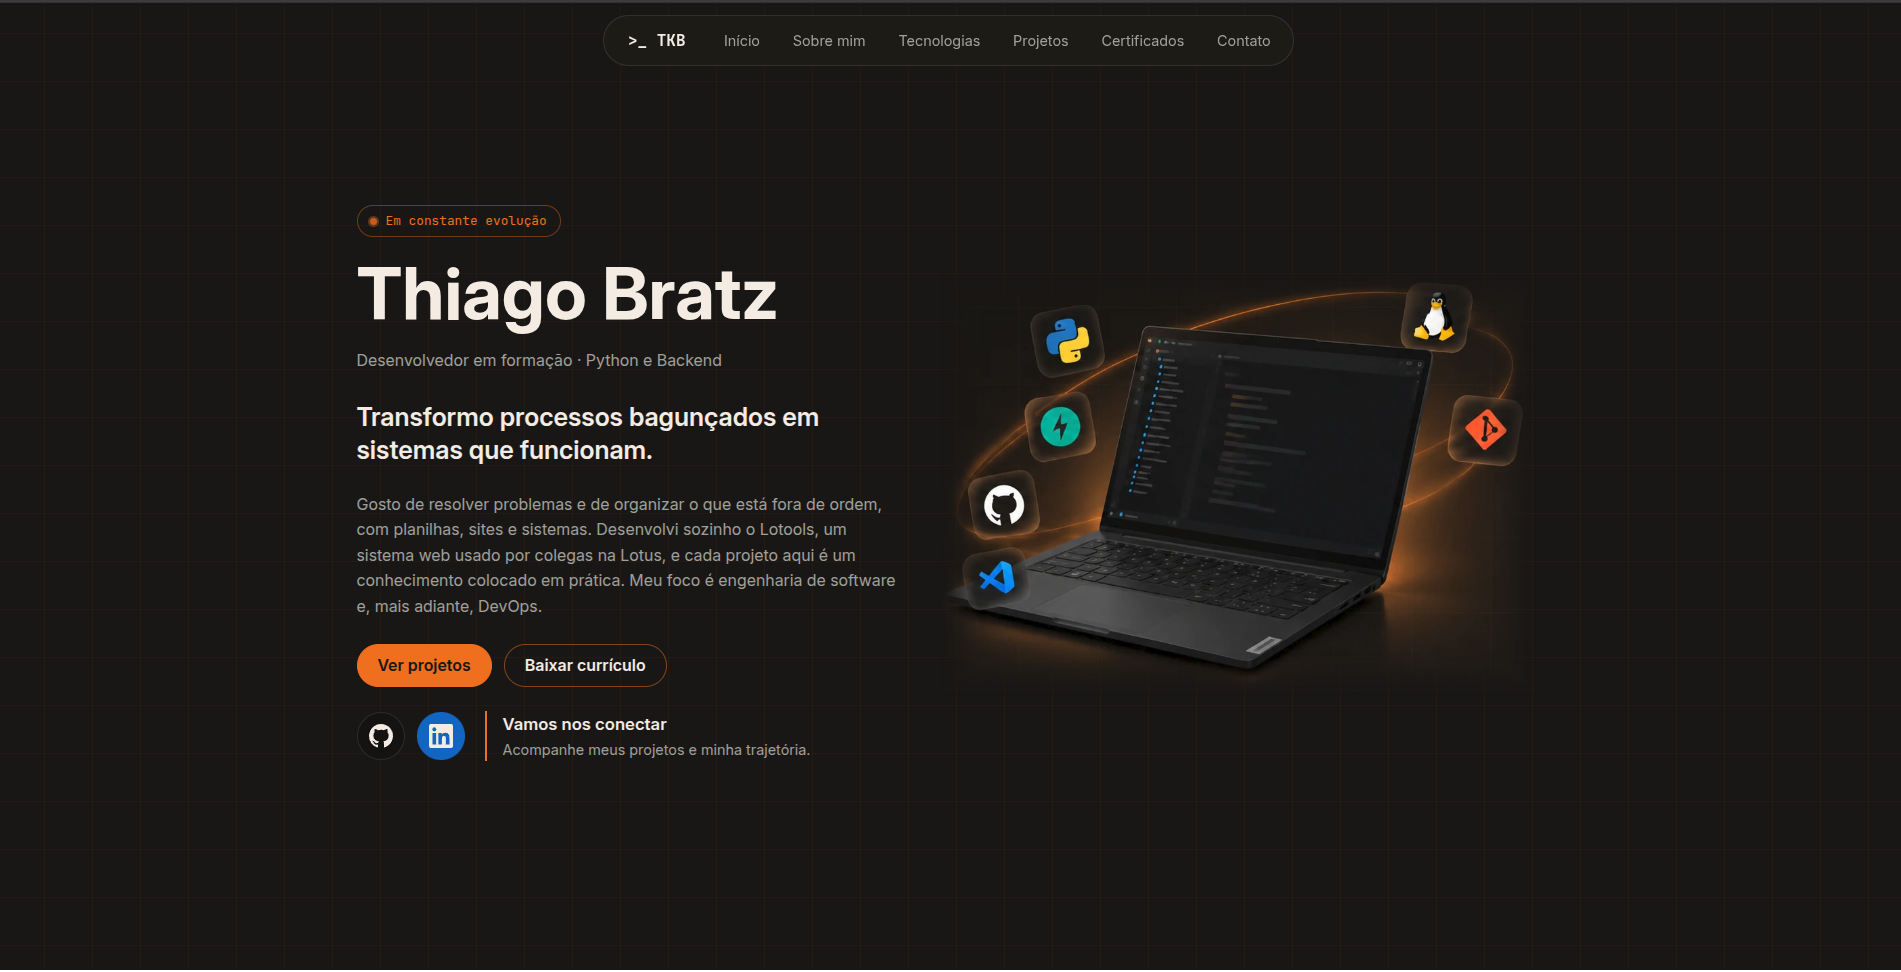 >_ TKB
Início
Sobre mim
Tecnologias
Projetos
Certificados
Contato
Em constante evolução
Thiago Bratz
Desenvolvedor em formação · Python e Backend
Transformo processos bagunçados em
sistemas que funcionam.
Gosto de resolver problemas e de organizar o que está fora de ordem,
com planilhas, sites e sistemas. Desenvolvi sozinho o Lotools, um
sistema web usado por colegas na Lotus, e cada projeto aqui é um
conhecimento colocado em prática. Meu foco é engenharia de software
e, mais adiante, DevOps.
Ver projetos
Baixar currículo
in
Vamos nos conectar
Acompanhe meus projetos e minha trajetória.